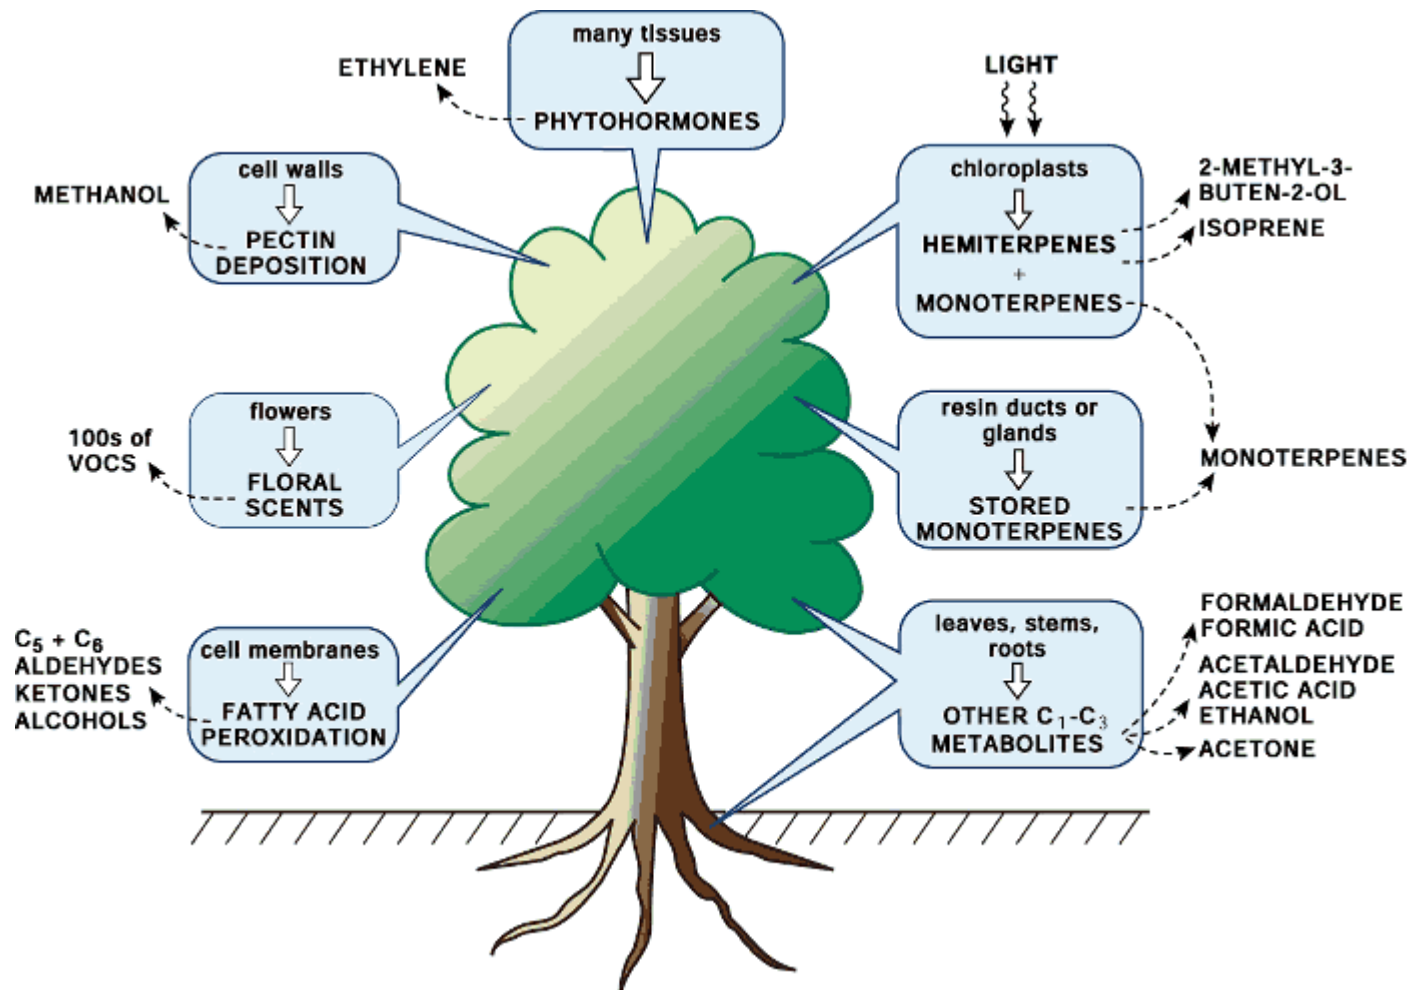 many tissues
PHYTOHORMONES
ETHYLENE
cell walls
PECTIN
DEPOSITION
METHANOL
flowers
FLORAL
SCENTS
100s of
VOCS
cell membranes
FATTY ACID
PEROXIDATION
C5 + C6
ALDEHYDES
KETONES
ALCOHOLS
LIGHT
chloroplasts
HEMITERPENES
+
MONOTERPENES
2-METHYL-3-
BUTEN-2-OL
ISOPRENE
resin ducts or
glands
STORED
MONOTERPENES
MONOTERPENES
leaves, stems,
roots
OTHER C1-C3
METABOLITES
FORMALDEHYDE
FORMIC ACID
ACETALDEHYDE
ACETIC ACID
ETHANOL
ACETONE